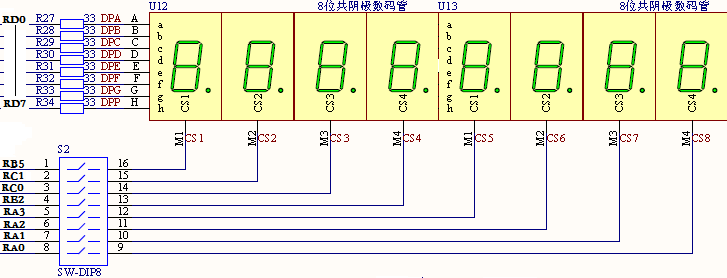 U12 8位共阴极数码管 U13 8位共阴极数码管
RD0 R27 33 DPA A a
R28 33 DPB B b
R29 33 DPC C c
R30 33 DPD D d
R31 33 DPE E e
R32 33 DPF F f
R33 33 DPG G g
RD7 R34 33 DPP H h
a
b
c
d
e
f
g
h
CS1 CS2 CS3 CS4 CS1 CS2 CS3 CS4
M1 CS1 M2 CS2 M3 CS3 M4 CS4 M1 CS5 M2 CS6 M3 CS7 M4 CS8
S2
RB5 1 16
RC1 2 15
RC0 3 14
RE2 4 13
RA3 5 12
RA2 6 11
RA1 7 10
RA0 8 9
SW-DIP8